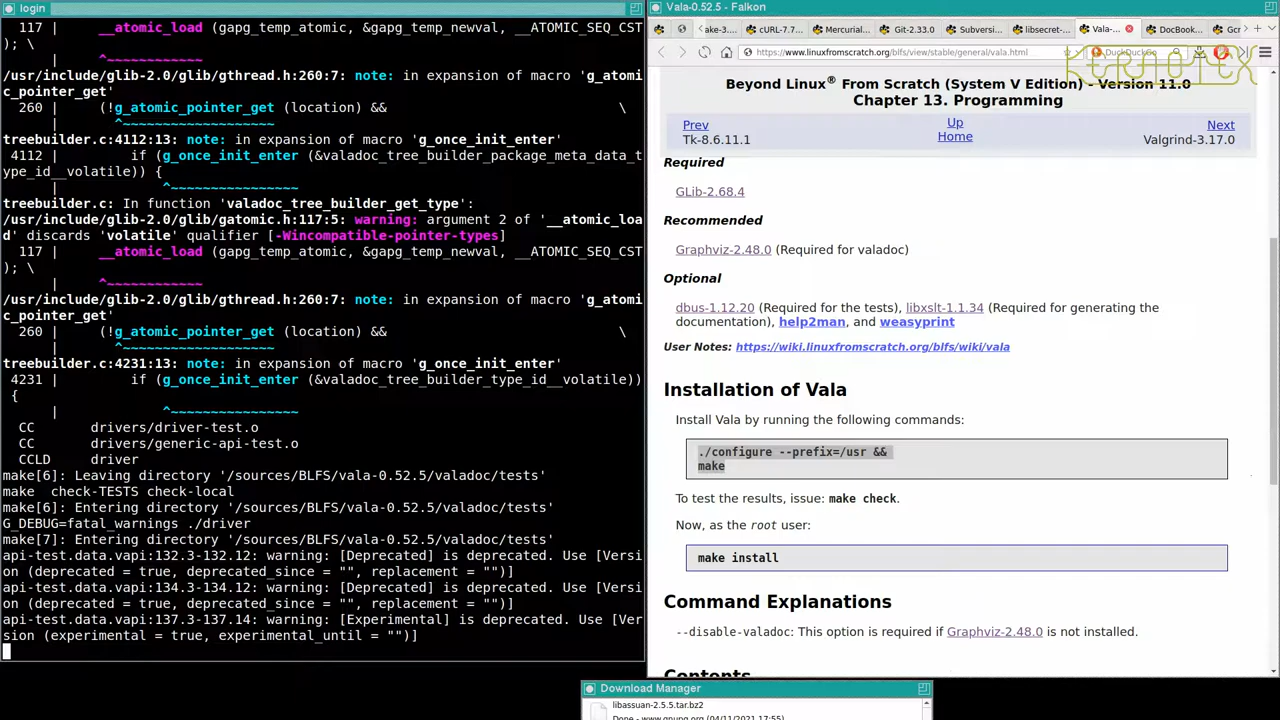 login
117 | __atomic_load (gapg_temp_atomic, &gapg_temp_newval, __ATOMIC_SEQ_CST
); \
| ^~~~~~~~~~~~~
/usr/include/glib-2.0/glib/gthread.h:260:7: note: in expansion of macro 'g_atomi
c_pointer_get'
260 | (!g_atomic_pointer_get (location) && \
| ^~~~~~~~~~~~~~~~~~~~
treebuilder.c:4112:13: note: in expansion of macro 'g_once_init_enter'
4112 | if (g_once_init_enter (&valadoc_tree_builder_package_meta_data_t
ype_id__volatile)) {
| ^~~~~~~~~~~~~~~~~
treebuilder.c: In function 'valadoc_tree_builder_get_type':
/usr/include/glib-2.0/glib/gatomic.h:117:5: warning: argument 2 of '__atomic_loa
d' discards 'volatile' qualifier [-Wincompatible-pointer-types]
117 | __atomic_load (gapg_temp_atomic, &gapg_temp_newval, __ATOMIC_SEQ_CST
); \
| ^~~~~~~~~~~~~
/usr/include/glib-2.0/glib/gthread.h:260:7: note: in expansion of macro 'g_atomi
c_pointer_get'
260 | (!g_atomic_pointer_get (location) && \
| ^~~~~~~~~~~~~~~~~~~~
treebuilder.c:4231:13: note: in expansion of macro 'g_once_init_enter'
4231 | if (g_once_init_enter (&valadoc_tree_builder_type_id__volatile))
{
| ^~~~~~~~~~~~~~~~~
CC drivers/driver-test.o
CC drivers/generic-api-test.o
CCLD driver
make[6]: Leaving directory '/sources/BLFS/vala-0.52.5/valadoc/tests'
make check-TESTS check-local
make[6]: Entering directory '/sources/BLFS/vala-0.52.5/valadoc/tests'
G_DEBUG=fatal_warnings ./driver
make[7]: Entering directory '/sources/BLFS/vala-0.52.5/valadoc/tests'
api-test.data.vapi:132.3-132.12: warning: [Deprecated] is deprecated. Use [Versi
on (deprecated = true, deprecated_since = "", replacement = "")]
api-test.data.vapi:134.3-134.12: warning: [Deprecated] is deprecated. Use [Versi
on (deprecated = true, deprecated_since = "", replacement = "")]
api-test.data.vapi:137.3-137.14: warning: [Experimental] is deprecated. Use [Ver
sion (experimental = true, experimental_until = "")]
Vala-0.52.5 - Falkon
ake-3.... cURL-7.7... Mercurial... Git-2.33.0 Subversi... libsecret-... Vala-... DocBook... Gcr
https://www.linuxfromscratch.org/blfs/view/stable/general/vala.html DuckDuckGo
KERNOTEX
Beyond Linux® From Scratch (System V Edition) - Version 11.0
Chapter 13. Programming
Prev Up Next
Tk-8.6.11.1 Home Valgrind-3.17.0
Required
GLib-2.68.4
Recommended
Graphviz-2.48.0 (Required for valadoc)
Optional
dbus-1.12.20 (Required for the tests), libxslt-1.1.34 (Required for generating the
documentation), help2man, and weasyprint
User Notes: https://wiki.linuxfromscratch.org/blfs/wiki/vala
Installation of Vala
Install Vala by running the following commands:
./configure --prefix=/usr &&
make
To test the results, issue: make check.
Now, as the root user:
make install
Command Explanations
--disable-valadoc: This option is required if Graphviz-2.48.0 is not installed.
Contents
Download Manager
libassuan-2.5.5.tar.bz2
Done - www.gnupg.org (04/11/2021 17:55)